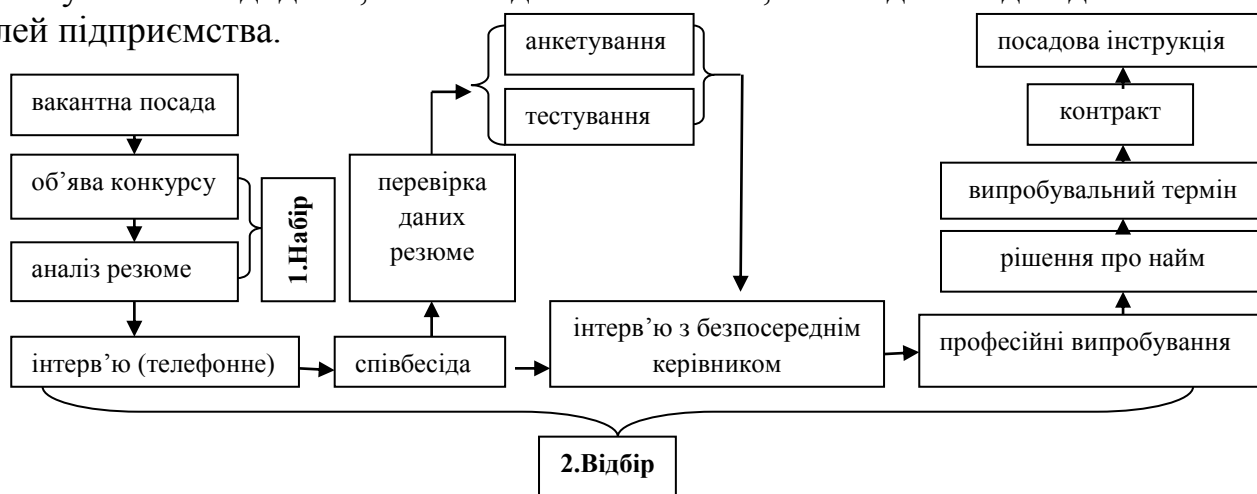 лей підприємства.
вакантна посада
об’ява конкурсу
аналіз резюме
1.Набір
інтерв’ю (телефонне)
співбесіда
перевірка
даних
резюме
анкетування
тестування
інтерв’ю з безпосереднім
керівником
професійні випробування
рішення про найм
випробувальний термін
контракт
посадова інструкція
2.Відбір